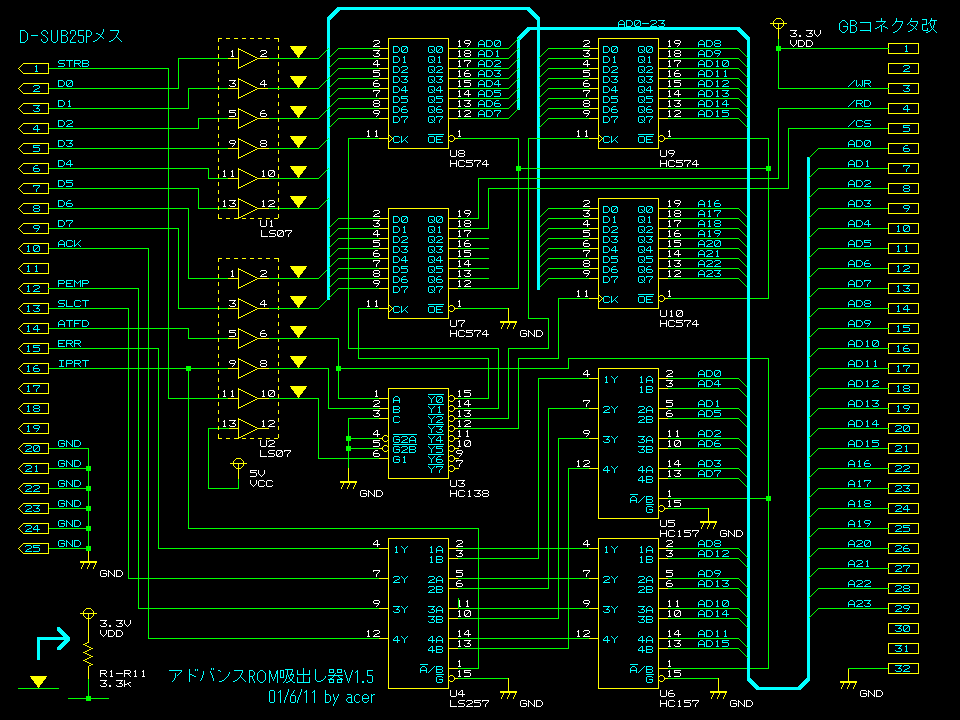 D-SUB25Pメス
1 STRB
2 D0
3 D1
4 D2
5 D3
6 D4
7 D5
8 D6
9 D7
10 ACK
11
12 PEMP
13 SLCT
14 ATFD
15 ERR
16 IPRT
17
18
19
20 GND
21 GND
22 GND
23 GND
24 GND
25 GND
GND
3.3V
VDD
R1-R11
3.3k
1 2
3 4
5 6
9 8
11 10
13 12
U1
LS07
1 2
3 4
5 6
9 8
11 10
13 12
U2
LS07
5V
VCC
2 D0 Q0 19 AD0
3 D1 Q1 18 AD1
4 D2 Q2 17 AD2
5 D3 Q3 16 AD3
6 D4 Q4 15 AD4
7 D5 Q5 14 AD5
8 D6 Q6 13 AD6
9 D7 Q7 12 AD7
11 CK OE 1
U8
HC574
2 D0 Q0 19
3 D1 Q1 18
4 D2 Q2 17
5 D3 Q3 16
6 D4 Q4 15
7 D5 Q5 14
8 D6 Q6 13
9 D7 Q7 12
11 CK OE 1
U7
HC574
GND
1 A Y0 15
2 B Y1 14
3 C Y2 13
Y3 12
4 G2A Y4 11
5 G2B Y5 10
6 G1 Y6 9
Y7 7
U3
HC138
GND
4 1Y 1A 2
1B 3
7 2Y 2A 5
2B 6
9 3Y 3A 11
3B 10
12 4Y 4A 14
4B 13
A/B 1
G 15
U4
LS257
GND
AD0-23
2 D0 Q0 19 AD8
3 D1 Q1 18 AD9
4 D2 Q2 17 AD10
5 D3 Q3 16 AD11
6 D4 Q4 15 AD12
7 D5 Q5 14 AD13
8 D6 Q6 13 AD14
9 D7 Q7 12 AD15
11 CK OE 1
U9
HC574
2 D0 Q0 19 A16
3 D1 Q1 18 A17
4 D2 Q2 17 A18
5 D3 Q3 16 A19
6 D4 Q4 15 A20
7 D5 Q5 14 A21
8 D6 Q6 13 A22
9 D7 Q7 12 A23
11 CK OE 1
U10
HC574
4 1Y 1A 2 AD0
1B 3 AD4
7 2Y 2A 5 AD1
2B 6 AD5
9 3Y 3A 11 AD2
3B 10 AD6
12 4Y 4A 14 AD3
4B 13 AD7
A/B 1
G 15
U5
HC157
GND
4 1Y 1A 2 AD8
1B 3 AD12
7 2Y 2A 5 AD9
2B 6 AD13
9 3Y 3A 11 AD10
3B 10 AD14
12 4Y 4A 14 AD11
4B 13 AD15
A/B 1
G 15
U6
HC157
GND
3.3V
VDD
GBコネクタ改
1
2
/WR 3
/RD 4
/CS 5
AD0 6
AD1 7
AD2 8
AD3 9
AD4 10
AD5 11
AD6 12
AD7 13
AD8 14
AD9 15
AD10 16
AD11 17
AD12 18
AD13 19
AD14 20
AD15 21
A16 22
A17 23
A18 24
A19 25
A20 26
A21 27
A22 28
A23 29
30
31
32
GND
アドバンスROM吸出し器V1.5
01/6/11 by acer